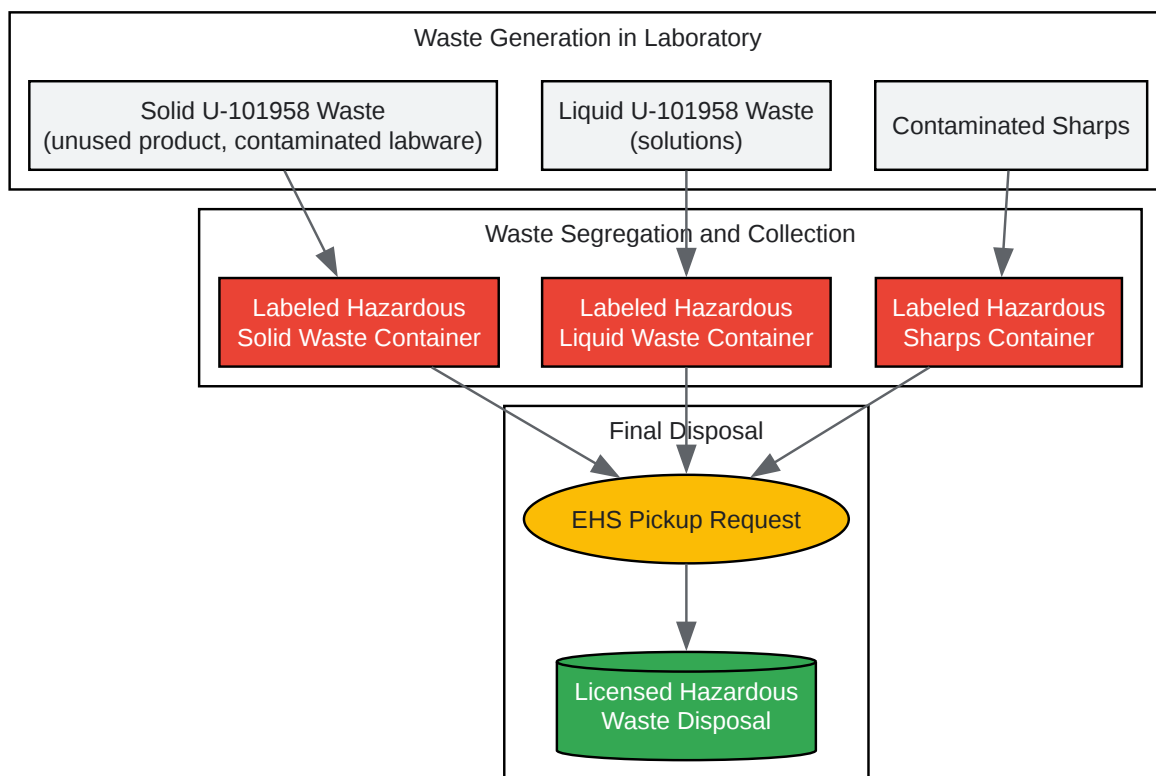 Waste Generation in Laboratory
Solid U-101958 Waste
(unused product, contaminated labware)
Liquid U-101958 Waste
(solutions)
Contaminated Sharps
Waste Segregation and Collection
Labeled Hazardous
Solid Waste Container
Labeled Hazardous
Liquid Waste Container
Labeled Hazardous
Sharps Container
Final Disposal
EHS Pickup Request
Licensed Hazardous
Waste Disposal